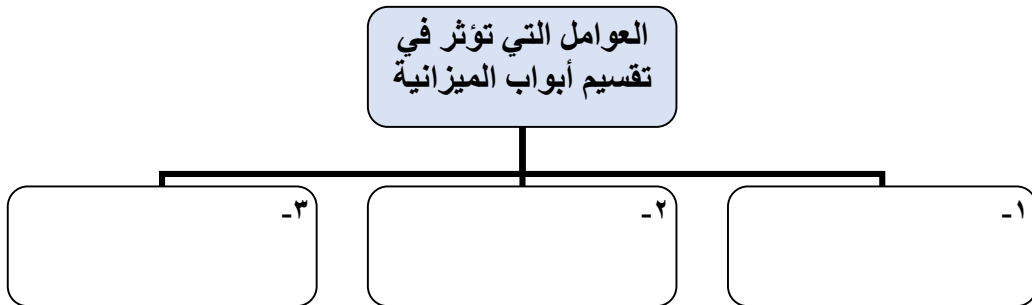 العوامل التي تؤثر في
تقسيم أبواب الميزانية
١-
٢-
٣-